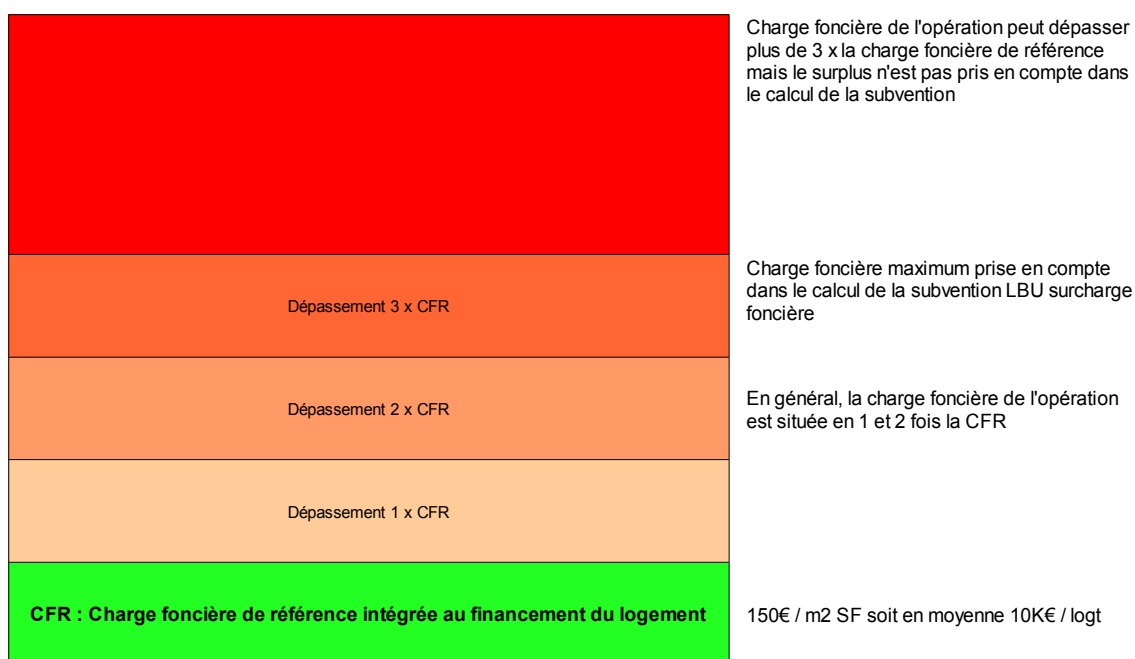 Charge foncière de l'opération peut dépasser
plus de 3 x la charge foncière de référence
mais le surplus n'est pas pris en compte dans
le calcul de la subvention
Dépassement 3 x CFR
Charge foncière maximum prise en compte
dans le calcul de la subvention LBU surcharge
foncière
Dépassement 2 x CFR
En général, la charge foncière de l'opération
est située en 1 et 2 fois la CFR
Dépassement 1 x CFR
CFR : Charge foncière de référence intégrée au financement du logement
150€ / m2 SF soit en moyenne 10K€ / logt